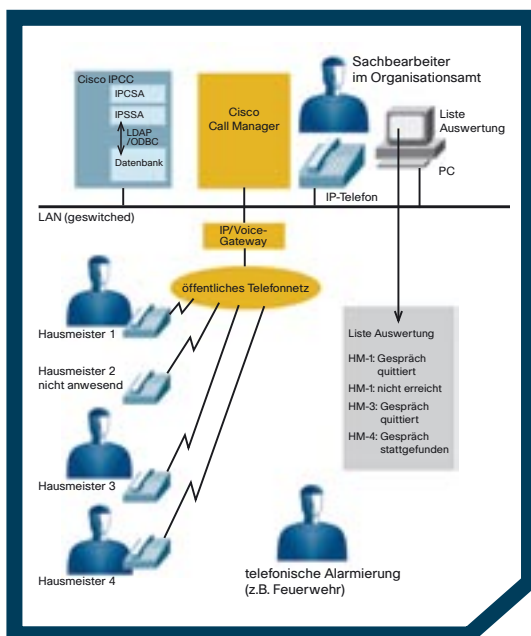 Cisco IPCC
IPCSA
IPSSA
LDAP
/ODBC
Datenbank
Cisco
Call Manager
Sachbearbeiter
im Organisationsamt
Liste
Auswertung
PC
IP-Telefon
LAN (geswitched)
IP/Voice-
Gateway
öffentliches Telefonnetz
Hausmeister 1
Hausmeister 2
nicht anwesend
Hausmeister 3
Hausmeister 4
Liste Auswertung
HM-1: Gespräch
quittiert
HM-1: nicht erreicht
HM-3: Gespräch
quittiert
HM-4: Gespräch
stattgefunden
telefonische Alarmierung
(z.B. Feuerwehr)